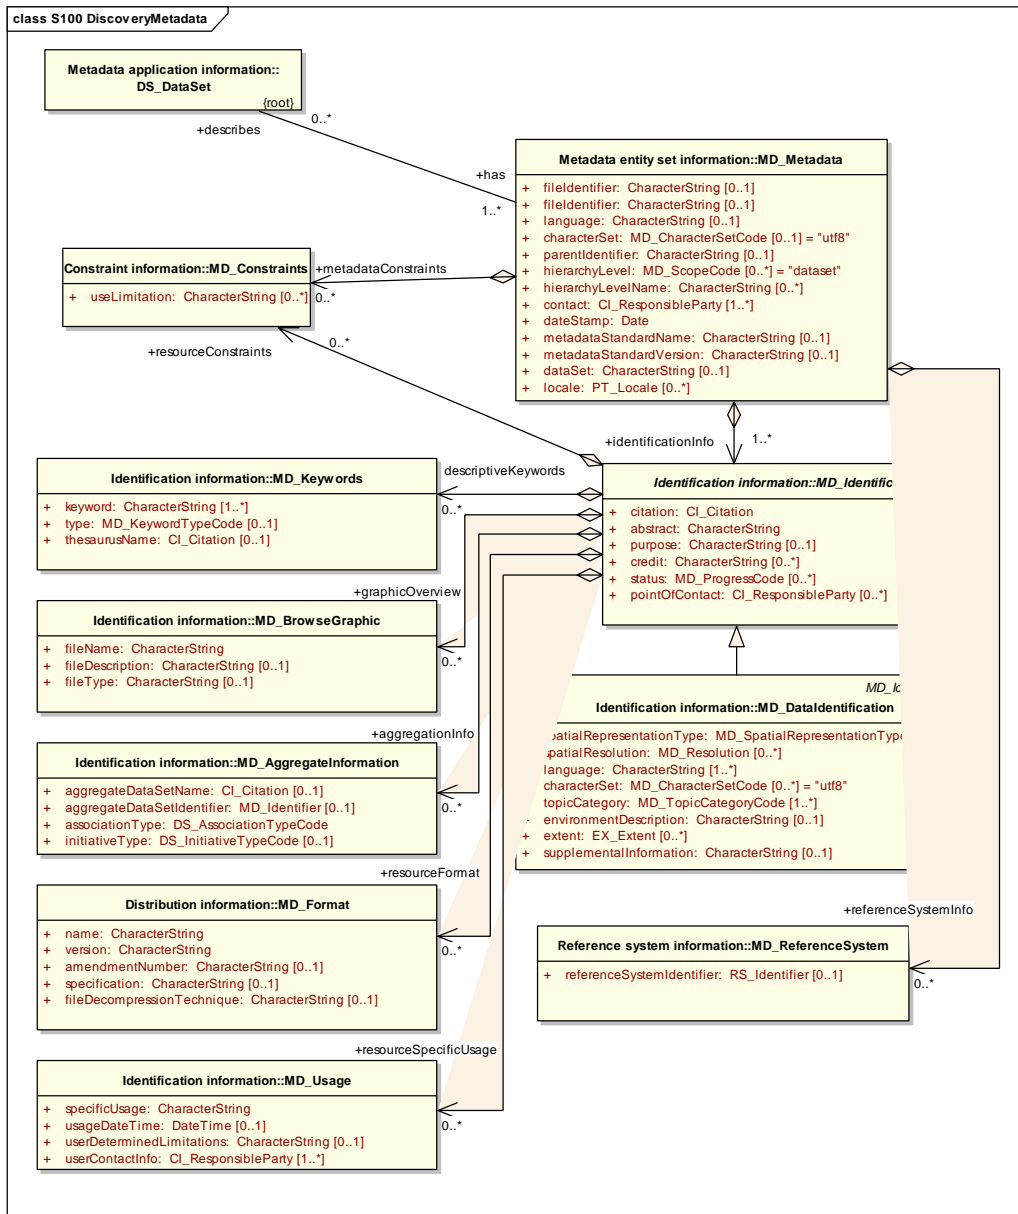 class S100 DiscoveryMetadata
Metadata application information::
DS_DataSet
{root}
+describes
0..*
+has
1..*
Metadata entity set information::MD_Metadata
+ fileIdentifier: CharacterString [0..1]
+ fileIdentifier: CharacterString [0..1]
+ language: CharacterString [0..1]
+ characterSet: MD_CharacterSetCode [0..1] = "utf8"
+ parentIdentifier: CharacterString [0..1]
+ hierarchyLevel: MD_ScopeCode [0..*] = "dataset"
+ hierarchyLevelName: CharacterString [0..*]
+ contact: CI_ResponsibleParty [1..*]
+ dateStamp: Date
+ metadataStandardName: CharacterString [0..1]
+ metadataStandardVersion: CharacterString [0..1]
+ dataSet: CharacterString [0..1]
+ locale: PT_Locale [0..*]
Constraint information::MD_Constraints
+ useLimitation: CharacterString [0..*]
+metadataConstraints
0..*
+resourceConstraints
0..*
+identificationInfo
1..*
Identification information::MD_Keywords
+ keyword: CharacterString [1..*]
+ type: MD_KeywordTypeCode [0..1]
+ thesaurusName: CI_Citation [0..1]
descriptiveKeywords
0..*
Identification information::MD_Identific
+ citation: CI_Citation
+ abstract: CharacterString
+ purpose: CharacterString [0..1]
+ credit: CharacterString [0..*]
+ status: MD_ProgressCode [0..*]
+ pointOfContact: CI_ResponsibleParty [0..*]
+graphicOverview
0..*
Identification information::MD_BrowseGraphic
+ fileName: CharacterString
+ fileDescription: CharacterString [0..1]
+ fileType: CharacterString [0..1]
MD_Id
Identification information::MD_DataIdentification
patialRepresentationType: MD_SpatialRepresentationType
spatialResolution: MD_Resolution [0..*]
language: CharacterString [1..*]
characterSet: MD_CharacterSetCode [0..*] = "utf8"
topicCategory: MD_TopicCategoryCode [1..*]
environmentDescription: CharacterString [0..1]
+ extent: EX_Extent [0..*]
+ supplementalInformation: CharacterString [0..1]
+aggregationInfo
0..*
Identification information::MD_AggregateInformation
+ aggregateDataSetName: CI_Citation [0..1]
+ aggregateDataSetIdentifier: MD_Identifier [0..1]
+ associationType: DS_AssociationTypeCode
+ initiativeType: DS_InitiativeTypeCode [0..1]
+resourceFormat
0..*
Distribution information::MD_Format
+ name: CharacterString
+ version: CharacterString
+ amendmentNumber: CharacterString [0..1]
+ specification: CharacterString [0..1]
+ fileDecompressionTechnique: CharacterString [0..1]
+referenceSystemInfo
0..*
Reference system information::MD_ReferenceSystem
+ referenceSystemIdentifier: RS_Identifier [0..1]
+resourceSpecificUsage
0..*
Identification information::MD_Usage
+ specificUsage: CharacterString
+ usageDateTime: DateTime [0..1]
+ userDeterminedLimitations: CharacterString [0..1]
+ userContactInfo: CI_ResponsibleParty [1..*]